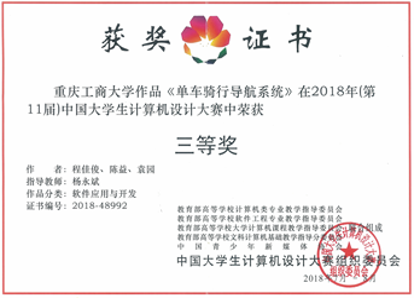 获奖证书
重庆工商大学作品《单车骑行导航系统》在2018年(第
11届)中国大学生计算机设计大赛中荣获
三等奖
作 者：程佳俊、陈益、袁园
指导教师：杨永斌
作品分类：软件应用与开发
证书编号：2018-48992
教育部高等学校计算机类专业教学指导委员会
教育部高等学校软件工程专业教学指导委员会
教育部高等学校大学计算机课程教学指导委员会
教育部高等学校文科计算机基础教学指导分委员会
中国青少年新媒体
组成
中国大学生计算机设计大赛组织委员会
2018年 月
组织委员会